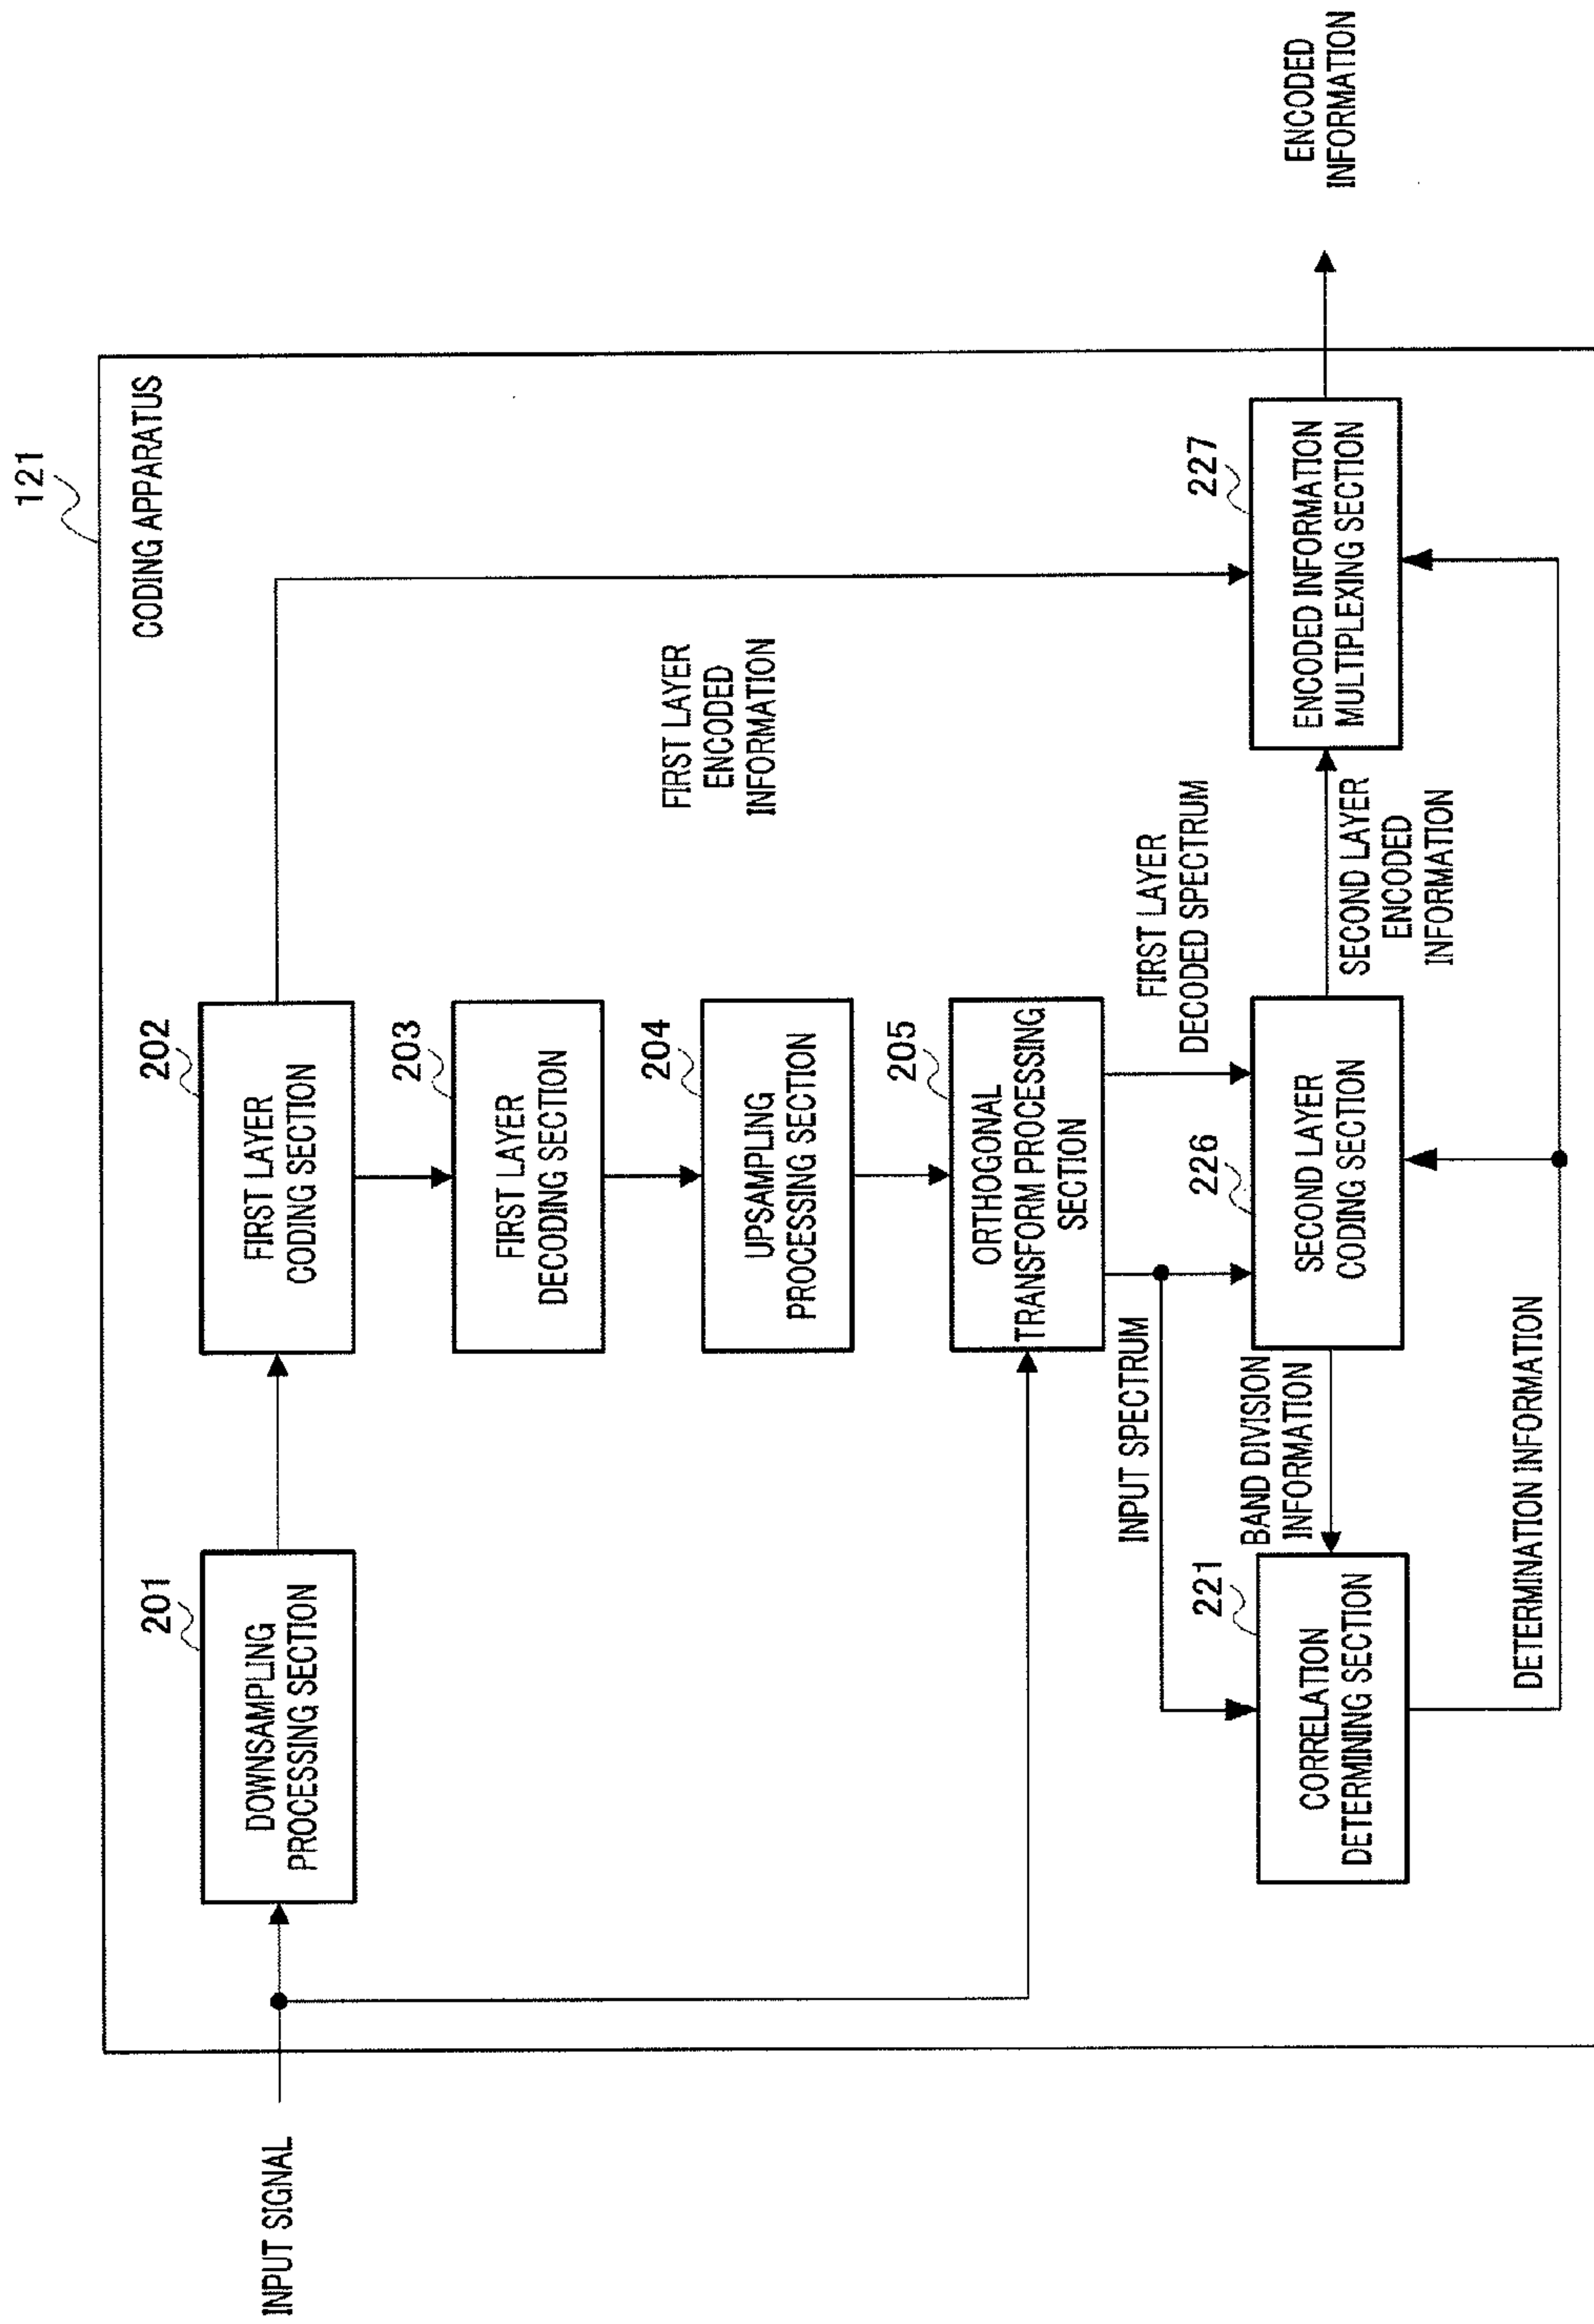 121
CODING APPARATUS
INPUT SIGNAL
201
DOWNSAMPLING
PROCESSING SECTION
202
FIRST LAYER
CODING SECTION
203
FIRST LAYER
DECODING SECTION
204
UPSAMPLING
PROCESSING SECTION
FIRST LAYER
ENCODED
INFORMATION
205
ORTHOGONAL
TRANSFORM PROCESSING
SECTION
INPUT SPECTRUM
FIRST LAYER
DECODED SPECTRUM
221
CORRELATION
DETERMINING SECTION
BAND DIVISION
INFORMATION
226
SECOND LAYER
CODING SECTION
SECOND LAYER
ENCODED
INFORMATION
227
ENCODED INFORMATION
MULTIPLEXING SECTION
ENCODED
INFORMATION
DETERMINATION INFORMATION